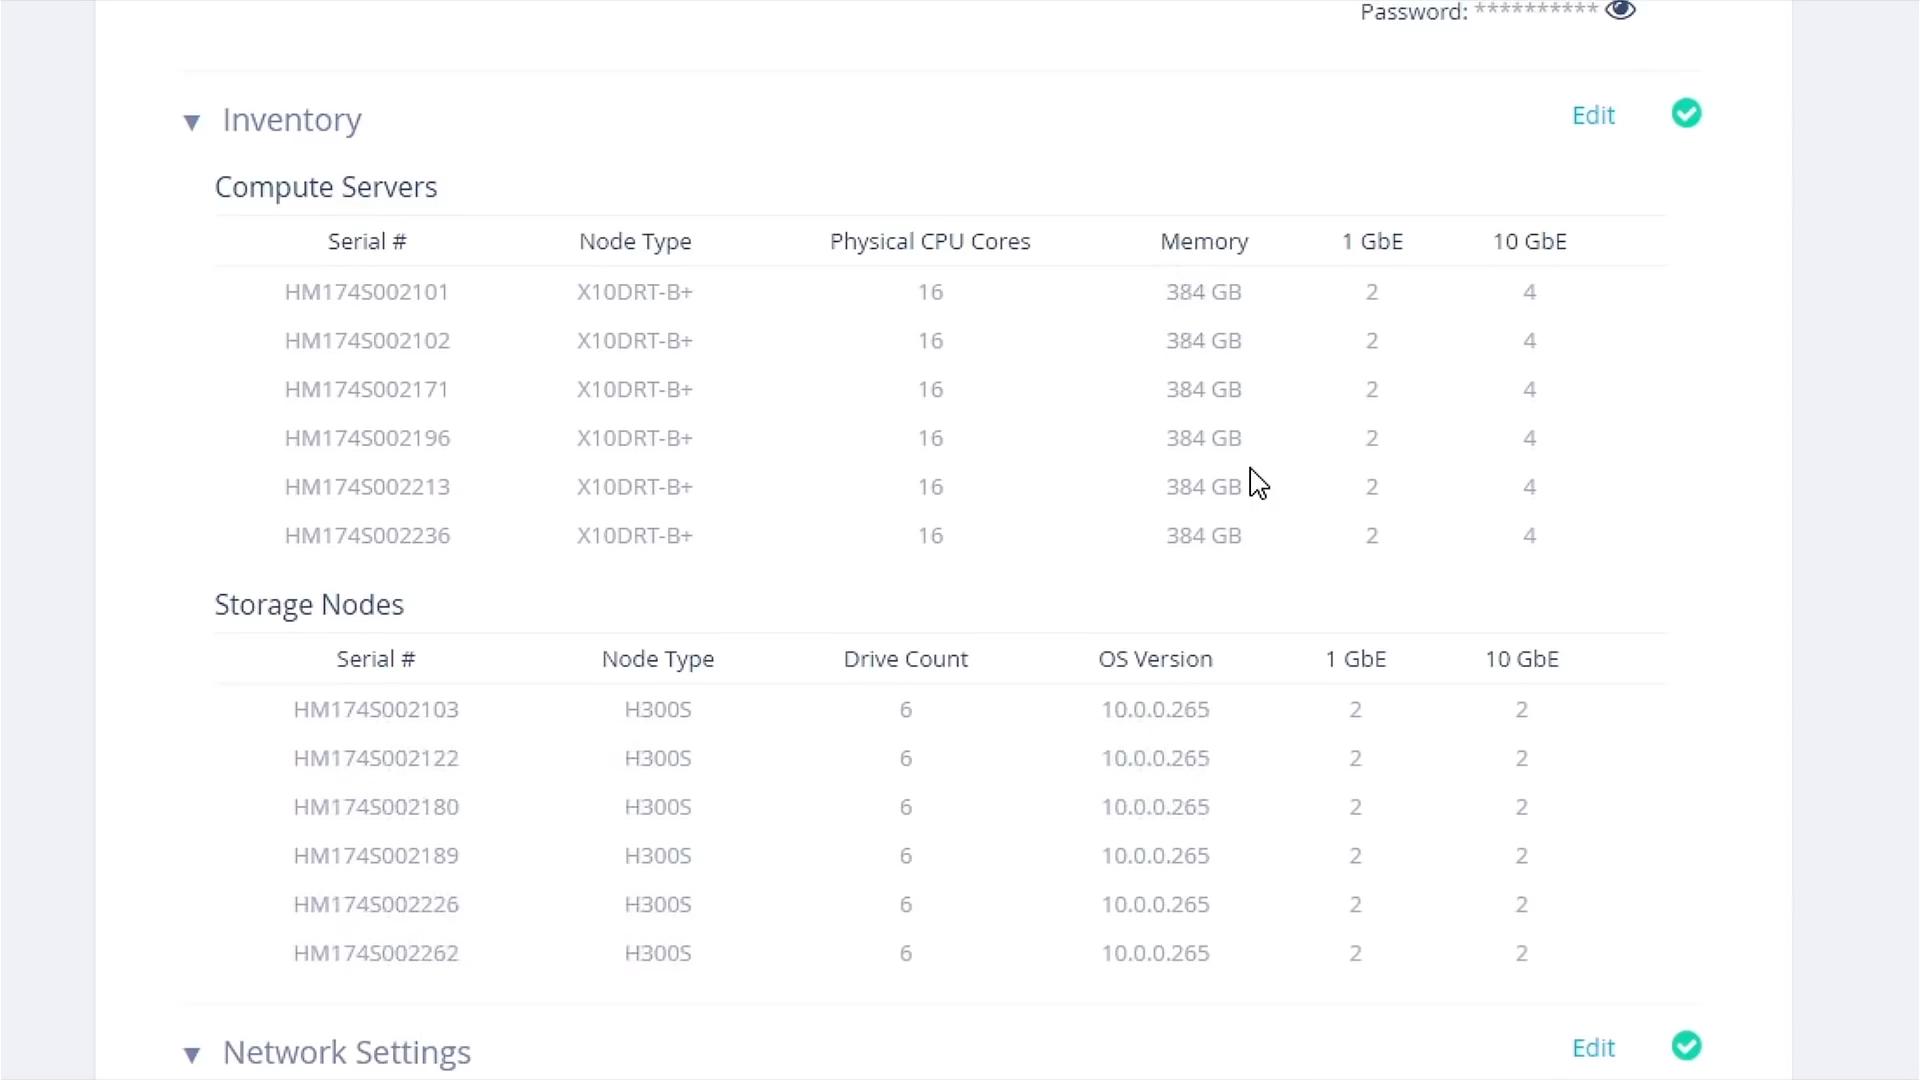 Password: **********
▼ Inventory Edit
Compute Servers
Serial # Node Type Physical CPU Cores Memory 1 GbE 10 GbE
HM174S002101 X10DRT-B+ 16 384 GB 2 4
HM174S002102 X10DRT-B+ 16 384 GB 2 4
HM174S002171 X10DRT-B+ 16 384 GB 2 4
HM174S002196 X10DRT-B+ 16 384 GB 2 4
HM174S002213 X10DRT-B+ 16 384 GB 2 4
HM174S002236 X10DRT-B+ 16 384 GB 2 4
Storage Nodes
Serial # Node Type Drive Count OS Version 1 GbE 10 GbE
HM174S002103 H300S 6 10.0.0.265 2 2
HM174S002122 H300S 6 10.0.0.265 2 2
HM174S002180 H300S 6 10.0.0.265 2 2
HM174S002189 H300S 6 10.0.0.265 2 2
HM174S002226 H300S 6 10.0.0.265 2 2
HM174S002262 H300S 6 10.0.0.265 2 2
▼ Network Settings Edit